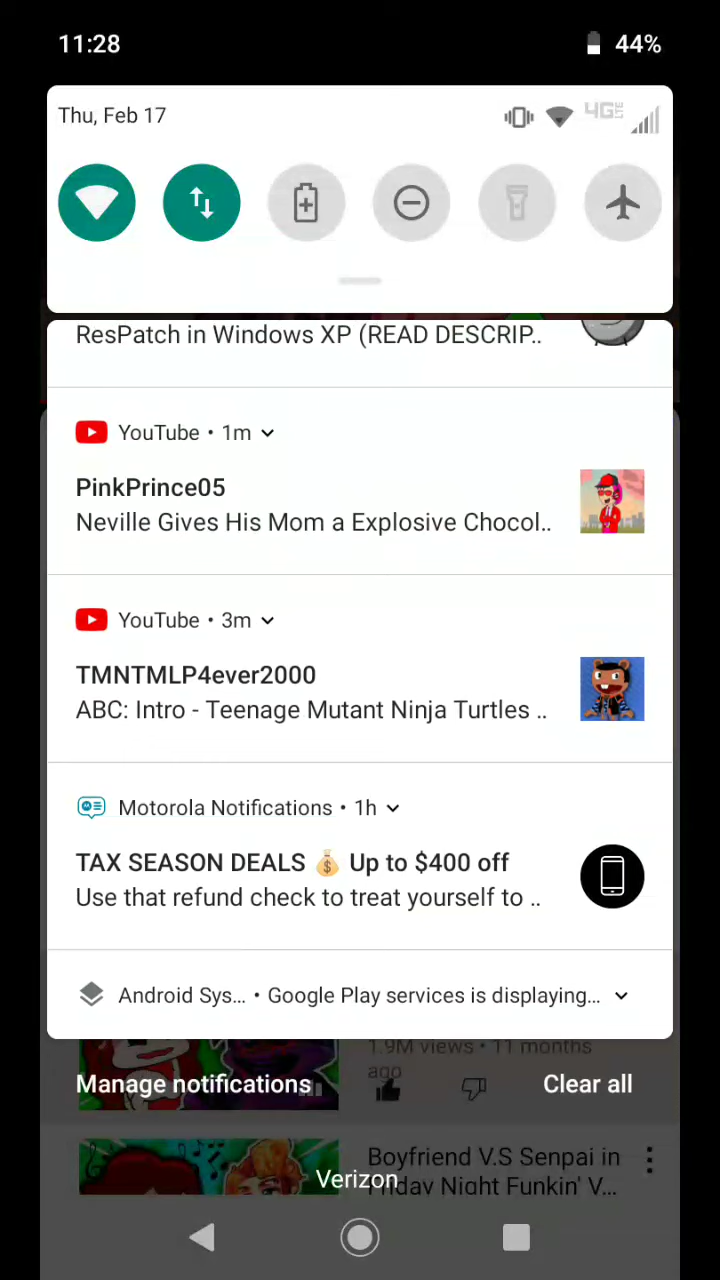 11:28
44%
Thu, Feb 17
4G LTE
ResPatch in Windows XP (READ DESCRIP..
YouTube • 1m
PinkPrince05
Neville Gives His Mom a Explosive Chocol..
YouTube • 3m
TMNTMLP4ever2000
ABC: Intro - Teenage Mutant Ninja Turtles ..
Motorola Notifications • 1h
TAX SEASON DEALS 💰 Up to $400 off
Use that refund check to treat yourself to ..
Android Sys... • Google Play services is displaying...
1.9M views • 11 months
ago
Manage notifications
Clear all
Boyfriend V.S Senpai in
Friday Night Funkin' V...
Verizon